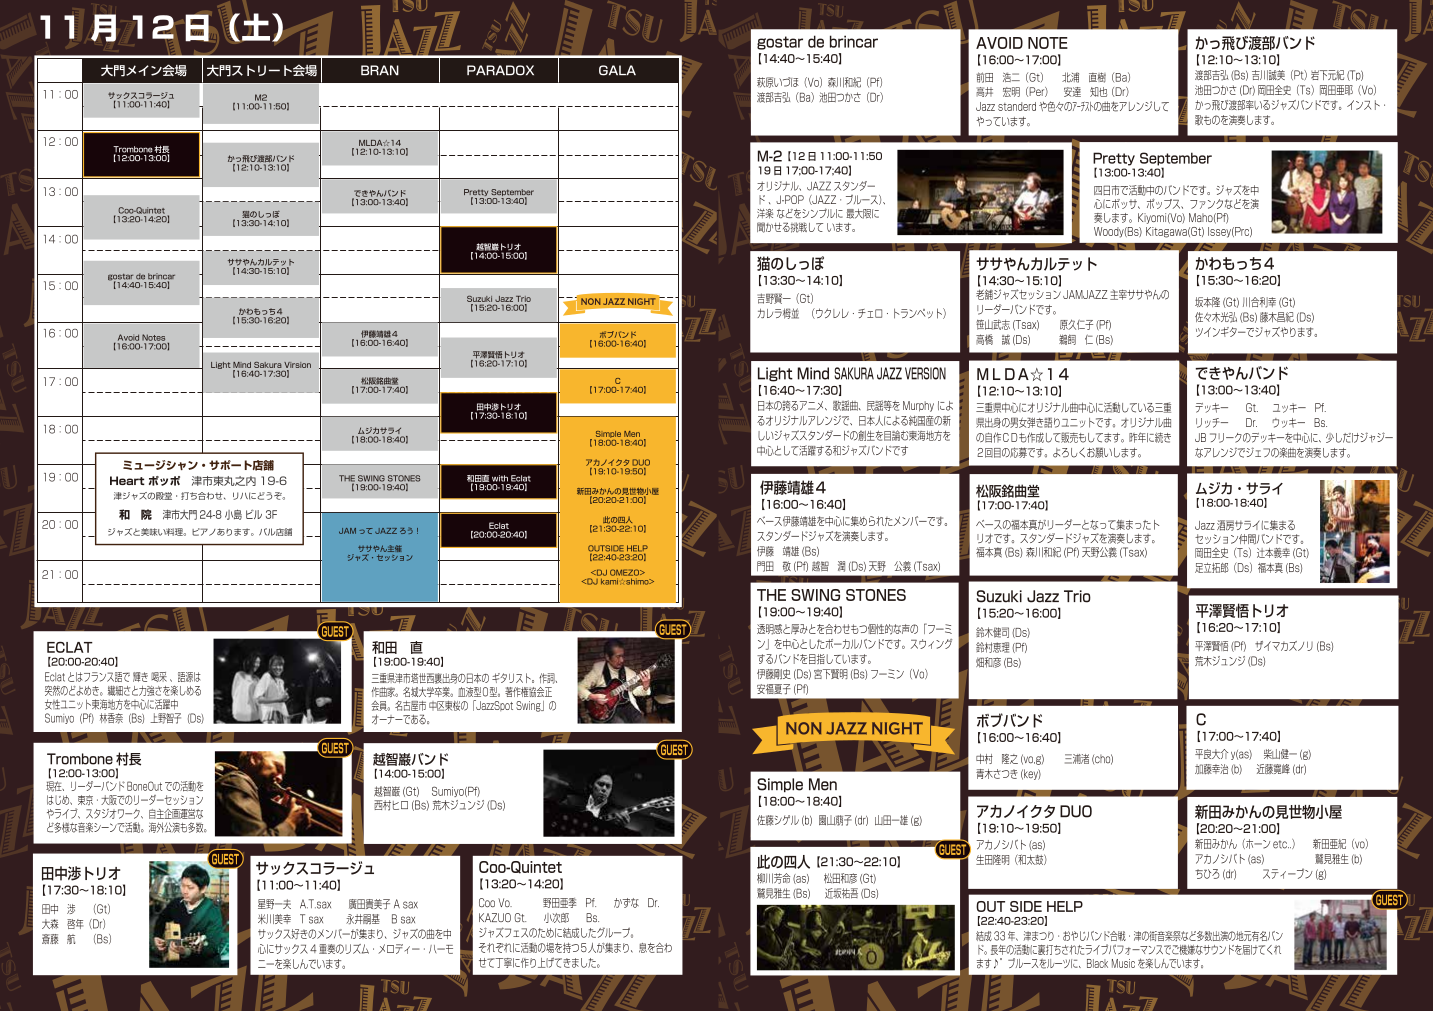 11月12日（土）
大門メイン会場
大門ストリート会場
BRAN
PARADOX
GALA
11：00
12：00
13：00
14：00
15：00
16：00
17：00
18：00
19：00
20：00
21：00
サックスコラージュ
【11:00-11:40】
Trombone 村長
【12:00-13:00】
Coo-Quintet
【13:20-14:20】
gostar de brincar
【14:40-15:40】
Avoid Notes
【16:00-17:00】
M2
【11:00-11:50】
かっ飛び渡部バンド
【12:10-13:10】
猫のしっぽ
【13:30-14:10】
ササやんカルテット
【14:30-15:10】
かわもっち４
【15:30-16:20】
Light Mind Sakura Virsion
【16:40-17:30】
MLDA☆14
【12:10-13:10】
できやんバンド
【13:00-13:40】
伊藤靖雄４
【16:00-16:40】
松阪銘曲堂
【17:00-17:40】
ムジカサライ
【18:00-18:40】
THE SWING STONES
【19:00-19:40】
JAM って JAZZ ろう！
ササやん主催
ジャズ・セッション
Pretty September
【13:00-13:40】
越智巌トリオ
【14:00-15:00】
Suzuki Jazz Trio
【15:20-16:00】
平澤賢悟トリオ
【16:20-17:10】
田中渉トリオ
【17:30-18:10】
和田直 with Eclat
【19:00-19:40】
Eclat
【20:00-20:40】
NON JAZZ NIGHT
ボブバンド
【16:00-16:40】
C
【17:00-17:40】
Simple Men
【18:00-18:40】
アカノイクタ DUO
【19:10-19:50】
新田みかんの見世物小屋
【20:20-21:00】
此の四人
【21:30-22:10】
OUTSIDE HELP
【22:40-23:20】
<DJ OMEZO>
<DJ kami☆shimo>
ミュージシャン・サポート店舗
Heart ポッポ　津市東丸之内 19-6
津ジャズの殿堂・打ち合わせ、リハにどうぞ。
和　院　津市大門 24-8 小島 ビル 3F
ジャズと美味い料理。ピアノあります。バル店舗
GUEST
ECLAT
【20:00-20:40】
Eclat とはフランス語で 輝き 喝采 、語源は
突然のどよめき。繊細さと力強さを楽しめる
女性ユニット東海地方を中心に活躍中
Sumiyo（Pf）林香奈（Bs）上野智子（Ds）
GUEST
和田　直
【19:00-19:40】
三重県津市塔世西裏出身の日本の ギタリスト。作詞、
作曲家。名城大学卒業。血液型Ｏ型。著作権協会正
会員。名古屋市 中区東桜の「JazzSpot Swing」の
オーナーである。
GUEST
Trombone 村長
【12:00-13:00】
現在、リーダーバンド BoneOut での活動を
はじめ、東京・大阪でのリーダーセッション
やライブ、スタジオワーク、自主企画運営な
ど多様な音楽シーンで活動。海外公演も多数。
GUEST
越智巌バンド
【14:00-15:00】
越智巌（Gt）　Sumiyo(Pf)
西村ヒロ（Bs）荒木ジュンジ（Ds）
GUEST
田中渉トリオ
【17:30〜18:10】
田中　渉　（Gt）
大森　啓年（Dr）
斎藤　航　（Bs）
サックスコラージュ
【11:00〜11:40】
星野一夫　A.T.sax　廣田貴美子 A sax
米川美幸　T sax　永井嗣基　B sax
サックス好きのメンバーが集まり、ジャズの曲を中
心にサックス 4 重奏のリズム・メロディー・ハーモ
ニーを楽しんでいます。
Coo-Quintet
【13:20〜14:20】
Coo Vo.　野田亜季　Pf.　かずな　Dr.
KAZUO Gt.　小次郎　Bs.
ジャズフェスのために結成したグループ。
それぞれに活動の場を持つ５人が集まり、息を合わ
せて丁寧に作り上げてきました。
gostar de brincar
【14:40〜15:40】
萩原いづほ（Vo）森川和紀（Pf）
渡部吉弘（Ba）池田つかさ（Dr）
AVOID NOTE
【16:00〜17:00】
前田　浩二（Gt）　北浦　直樹（Ba）
髙井　宏明（Per）　安達　知也（Dr）
Jazz standerd や色々のｱｰﾁｽﾄの曲をアレンジして
やっています。
かっ飛び渡部バンド
【12:10〜13:10】
渡部吉弘 (Bs) 吉川誠美（Pt）岩下元紀 (Tp)
池田つかさ (Dr) 岡田全史（Ts）岡田亜耶（Vo）
かっ飛び渡部率いるジャズバンドです。インスト・
歌ものを演奏します。
M-2【12 日 11:00-11:50
19 日 17:00-17:40】
オリジナル、JAZZ スタンダー
ド 、J-POP（JAZZ・ブルース）、
洋楽 などをシンプルに 最大限に
聞かせる挑戦して います。
Pretty September
【13:00-13:40】
四日市で活動中のバンドです。ジャズを中
心にボッサ、ポップス、ファンクなどを演
奏します。Kiyomi(Vo) Maho(Pf)
Woody(Bs) Kitagawa(Gt) Issey(Prc)
猫のしっぽ
【13:30〜14:10】
吉野賢一（Gt）
カレラ栂並　（ウクレレ・チェロ・トランペット）
ササやんカルテット
【14:30〜15:10】
老舗ジャズセッション JAMJAZZ 主宰ササやんの
リーダーバンドです。
笹山武志 (Tsax)　原久仁子 (Pf)
高橋　誠 (Ds)　鵜飼　仁 (Bs)
かわもっち４
【15:30〜16:20】
坂本隆 (Gt) 川合利幸 (Gt)
佐々木光弘 (Bs) 藤木昌紀 (Ds)
ツインギターでジャズやります。
Light Mind SAKURA JAZZ VERSION
【16:40〜17:30】
日本の誇るアニメ、歌謡曲、民謡等を Murphy によ
るオリジナルアレンジで、日本人による純国産の新
しいジャズスタンダードの創生を目論む東海地方を
中心として活躍する和ジャズバンドです
ＭＬＤＡ☆１４
【12:10〜13:10】
三重県中心にオリジナル曲中心に活動している三重
県出身の男女弾き語りユニットです。オリジナル曲
の自作ＣＤも作成して販売もしてます。昨年に続き
２回目の応募です。よろしくお願いします。
できやんバンド
【13:00〜13:40】
デッキー　Gt.　ユッキー　Pf.
リッチー　Dr.　ウッキー　Bs.
JB フリークのデッキーを中心に、少しだけジャジー
なアレンジでジェフの楽曲を演奏します。
伊藤靖雄４
【16:00〜16:40】
ベース伊藤靖雄を中心に集められたメンバーです。
スタンダードジャズを演奏します。
伊藤　靖雄 (Bs)
門田　敬 (Pf) 越智　潤 (Ds) 天野　公義 (Tsax)
松阪銘曲堂
【17:00-17:40】
ベースの福本真がリーダーとなって集まったト
リオです。スタンダードジャズを演奏します。
福本真 (Bs) 森川和紀 (Pf) 天野公義 (Tsax)
ムジカ・サライ
【18:00-18:40】
Jazz 酒房サライに集まる
セッション仲間バンドです。
岡田全史（Ts）辻本義幸 (Gt)
足立拓郎（Ds）福本真 (Bs)
THE SWING STONES
【19:00〜19:40】
透明感と厚みとを合わせもつ個性的な声の「フーミ
ン」を中心としたボーカルバンドです。スウィング
するバンドを目指しています。
伊藤剛史 (Ds) 宮下賢明 (Bs) フーミン（Vo）
安福夏子 (Pf)
Suzuki Jazz Trio
【15:20〜16:00】
鈴木健司 (Ds)
鈴村恵理 (Pf)
畑和彦 (Bs)
平澤賢悟トリオ
【16:20〜17:10】
平澤賢悟 (Pf)　ザイマカズノリ (Bs)
荒木ジュンジ (Ds)
NON JAZZ NIGHT
ボブバンド
【16:00〜16:40】
中村　隆之 (vo,g)　三浦渚 (cho)
青木さつき (key)
C
【17:00〜17:40】
平良大介 y(as)　柴山健一 (g)
加藤幸治 (b)　近藤寛峰 (dr)
Simple Men
【18:00〜18:40】
佐藤シゲル (b)　園山萠子 (dr)　山田一雄 (g)
アカノイクタ DUO
【19:10〜19:50】
アカノシバト (as)
生田隆明（和太鼓）
新田みかんの見世物小屋
【20:20〜21:00】
新田みかん（ホーン etc..）　新田亜紀（vo）
アカノシバト (as)　鷲見雅生 (b)
ちひろ (dr)　スティーブン (g)
GUEST
此の四人【21:30〜22:10】
柳川芳命 (as)　松田和彦 (Gt)
鷲見雅生 (Bs)　近坂祐吾 (Ds)
此の四人
GUEST
OUT SIDE HELP
【22:40-23:20】
結成 33 年、津まつり・おやじバンド合戦・津の街音楽祭など多数出演の地元有名バン
ド。長年の活動に裏打ちされたライブパフォーマンスでご機嫌なサウンドを届けてくれ
ます♪゛ブルースをルーツに、Black Music を楽しんでいます。